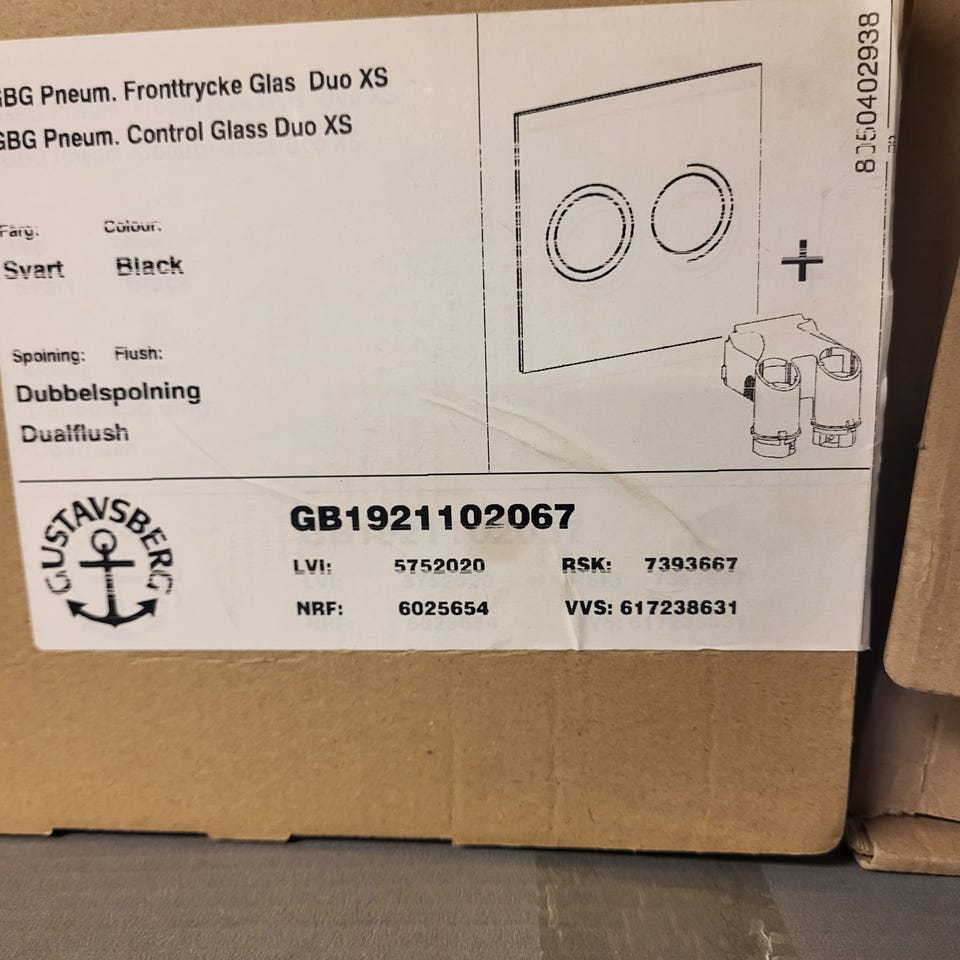 GBG Pneum. Fronttrycke Glas Duo XS
GBG Pneum. Control Glass Duo XS
Färg: Colour:
Svart Black
Spolning: Flush:
Dubbelspolning
Dualflush
GUSTAVSBERG
GB1921102067
LVI: 5752020 RSK: 7393667
NRF: 6025654 VVS: 617238631
+